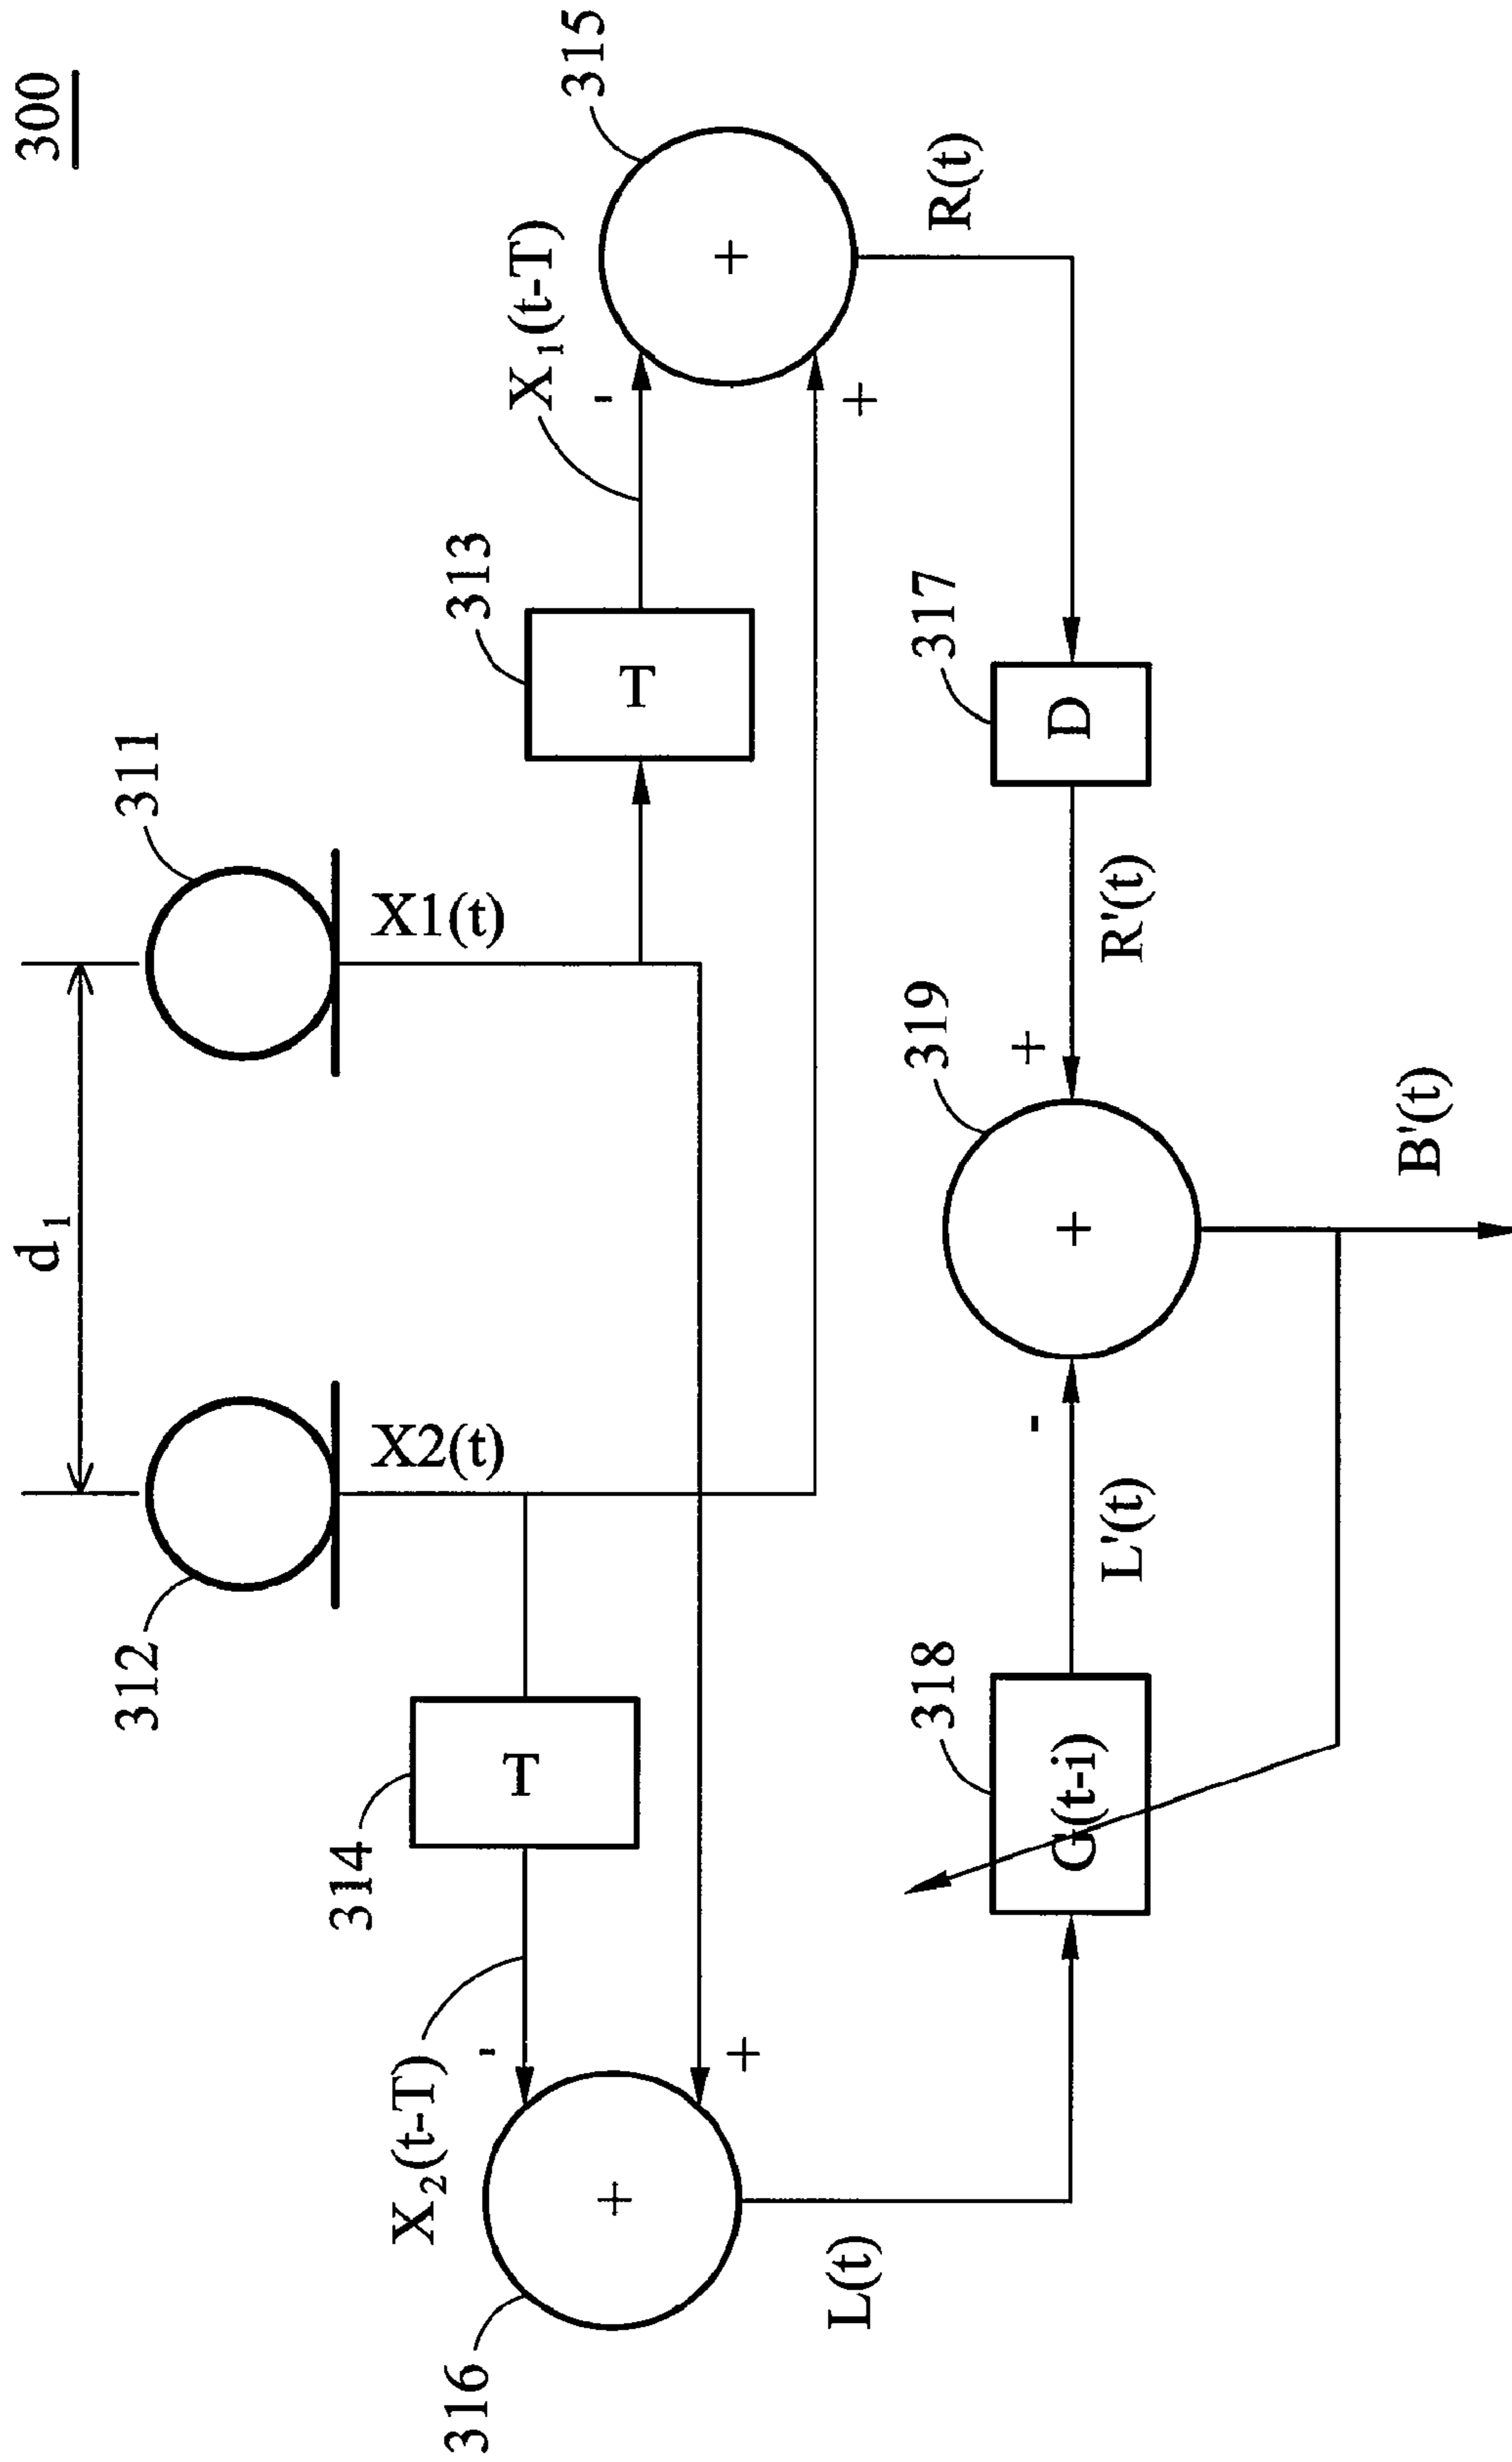 300
d1
312
311
X2(t)
X1(t)
315
313
X1(t-T)
T
-
+
+
314
T
X2(t-T)
-
+
+
316
L(t)
R(t)
317
D
R'(t)
319
+
+
-
L'(t)
318
G(t-i)
B'(t)